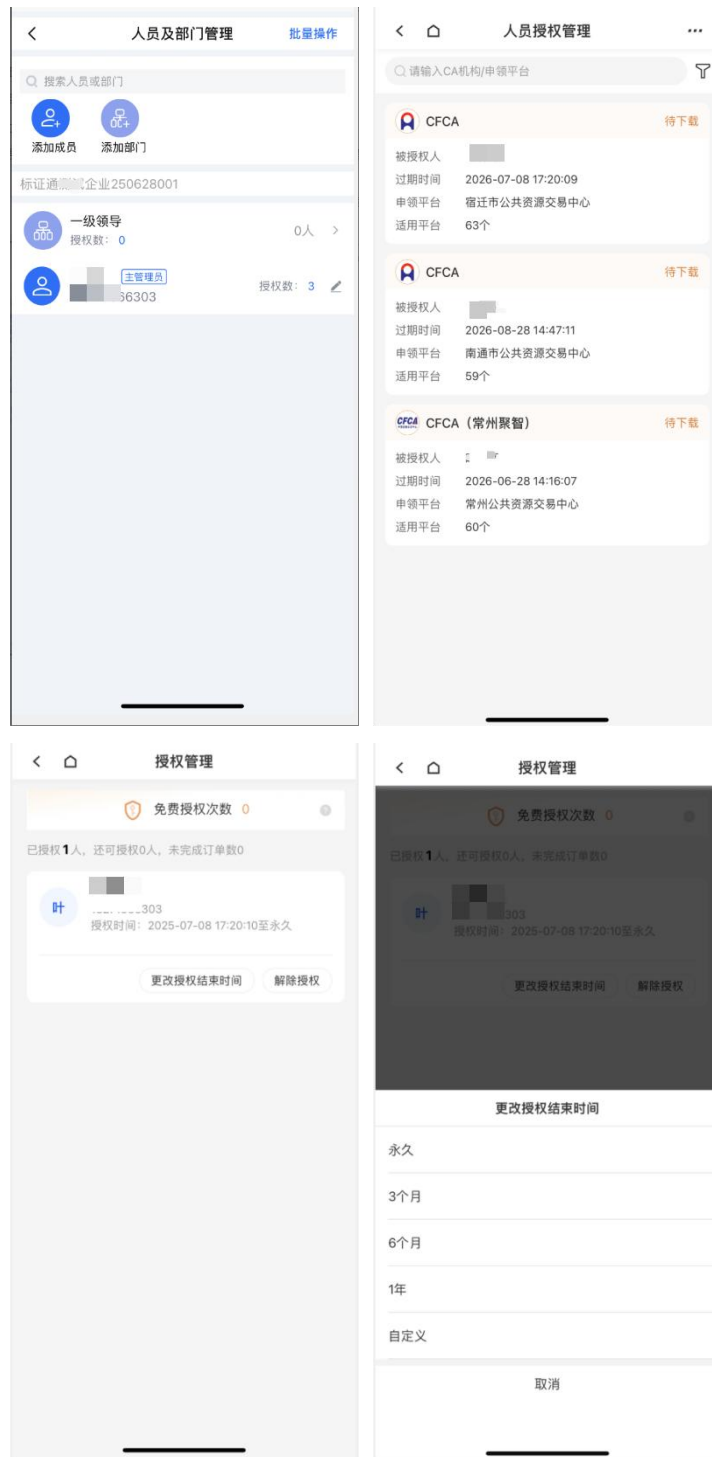 人员及部门管理
批量操作
搜索人员或部门
添加成员
添加部门
标证通 企业250628001
一级领导
授权数：0
0人
主管理员
66303
授权数：3
人员授权管理
请输入CA机构/申领平台
CFCA
待下载
被授权人
过期时间 2026-07-08 17:20:09
申领平台 宿迁市公共资源交易中心
适用平台 63个
CFCA
待下载
被授权人
过期时间 2026-08-28 14:47:11
申领平台 南通市公共资源交易中心
适用平台 59个
CFCA（常州聚智）
待下载
被授权人
过期时间 2026-06-28 14:16:07
申领平台 常州公共资源交易中心
适用平台 60个
授权管理
免费授权次数 0
已授权1人，还可授权0人，未完成订单数0
叶
303
授权时间：2025-07-08 17:20:10至永久
更改授权结束时间
解除授权
授权管理
免费授权次数 0
已授权1人，还可授权0人，未完成订单数0
叶
303
授权时间：2025-07-08 17:20:10至永久
更改授权结束时间
解除授权
更改授权结束时间
永久
3个月
6个月
1年
自定义
取消